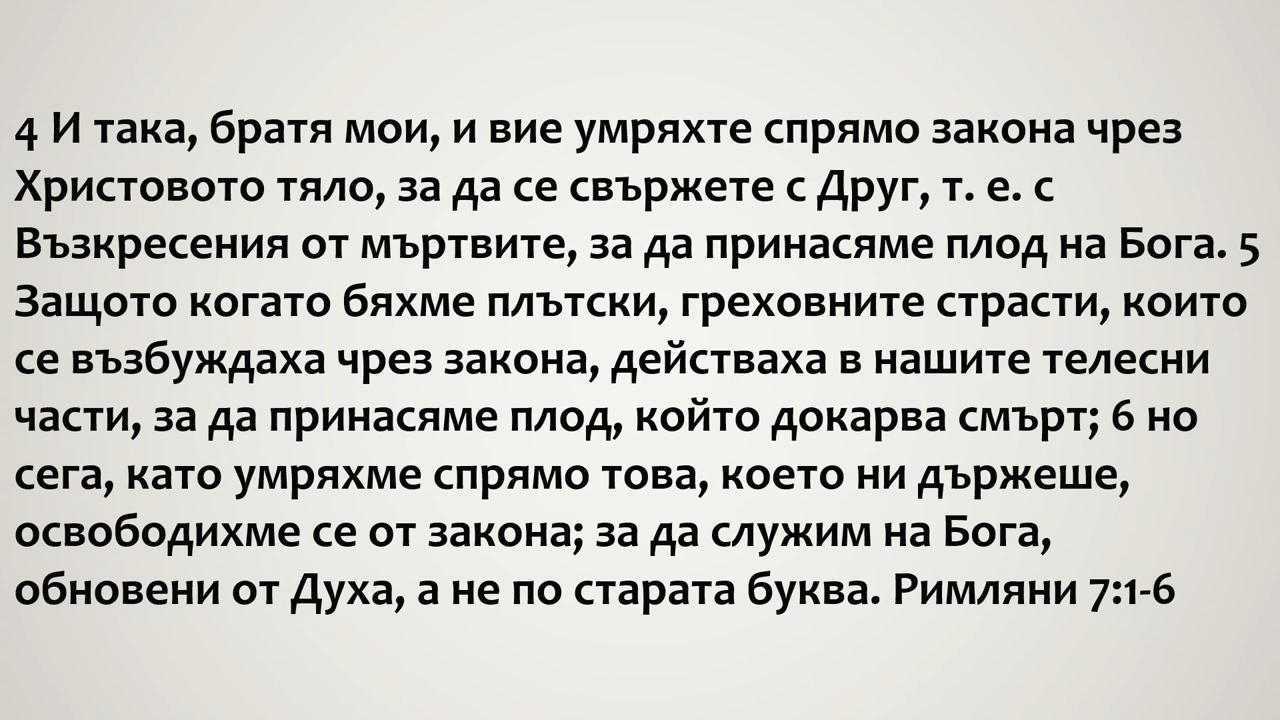 4 И така, братя мои, и вие умряхте спрямо закона чрез
Христовото тяло, за да се свържете с Друг, т. е. с
Възкресения от мъртвите, за да принасяме плод на Бога. 5
Защото когато бяхме плътски, греховните страсти, които
се възбуждаха чрез закона, действаха в нашите телесни
части, за да принасяме плод, който докарва смърт; 6 но
сега, като умряхме спрямо това, което ни държеше,
освободихме се от закона; за да служим на Бога,
обновени от Духа, а не по старата буква. Римляни 7:1-6